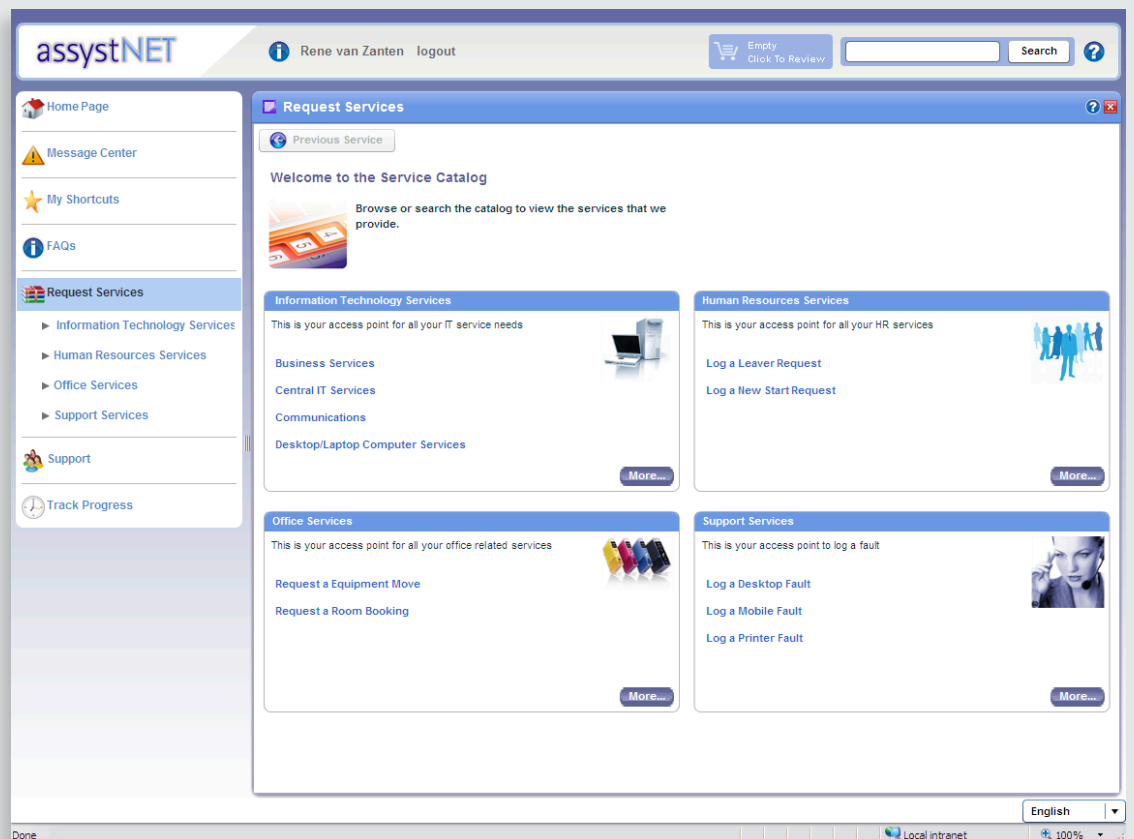 assystNET
Rene van Zanten logout
Empty
Click To Review
Search
Home Page
Message Center
My Shortcuts
FAQs
Request Services
Information Technology Services
Human Resources Services
Office Services
Support Services
Support
Track Progress
Request Services
Previous Service
Welcome to the Service Catalog
Browse or search the catalog to view the services that we
provide.
Information Technology Services
This is your access point for all your IT service needs
Business Services
Central IT Services
Communications
Desktop/Laptop Computer Services
More...
Human Resources Services
This is your access point for all your HR services
Log a Leaver Request
Log a New Start Request
More...
Office Services
This is your access point for all your office related services
Request a Equipment Move
Request a Room Booking
More...
Support Services
This is your access point to log a fault
Log a Desktop Fault
Log a Mobile Fault
Log a Printer Fault
More...
English
Done
Local intranet
100%